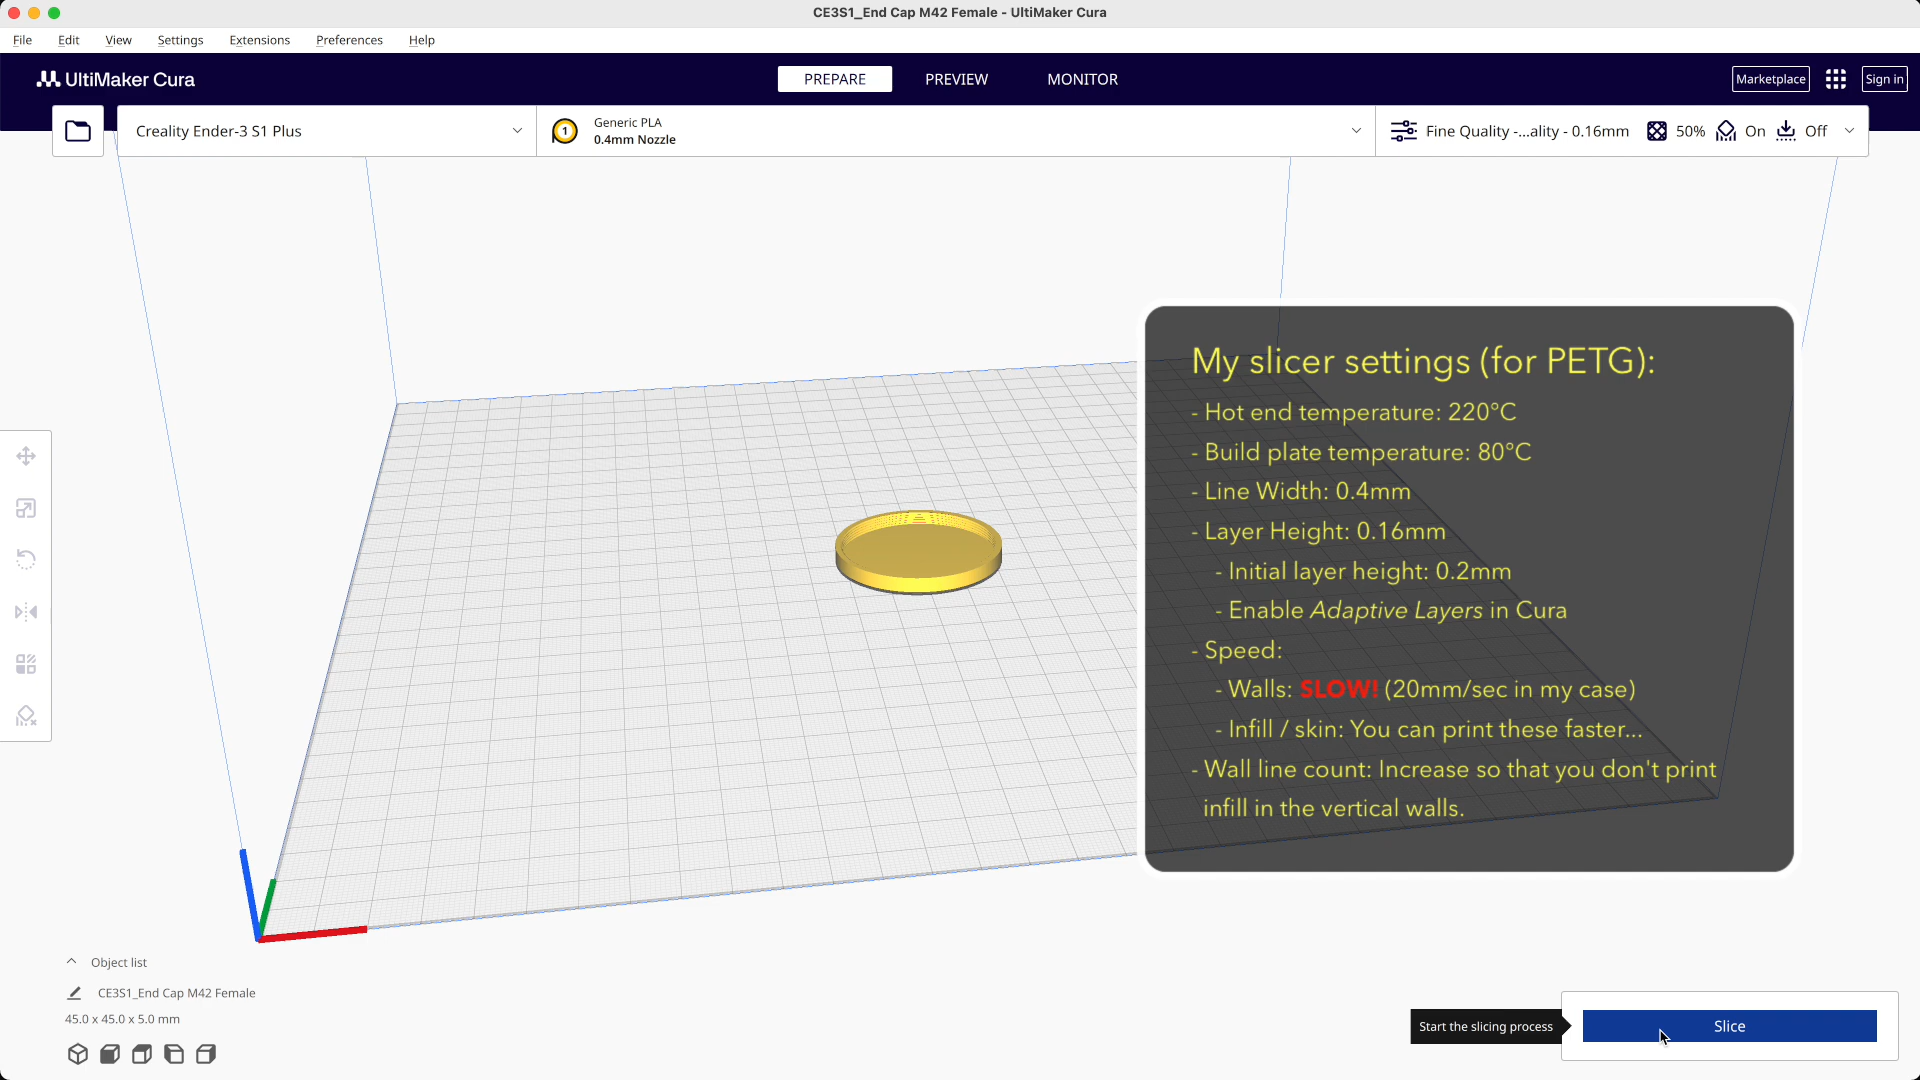 CE3S1_End Cap M42 Female - UltiMaker Cura
File Edit View Settings Extensions Preferences Help
UltiMaker Cura PREPARE PREVIEW MONITOR Marketplace Sign in
Creality Ender-3 S1 Plus
1
Generic PLA
0.4mm Nozzle
Fine Quality -...ality - 0.16mm 50% On Off
My slicer settings (for PETG):
- Hot end temperature: 220°C
- Build plate temperature: 80°C
- Line Width: 0.4mm
- Layer Height: 0.16mm
- Initial layer height: 0.2mm
- Enable Adaptive Layers in Cura
- Speed:
- Walls: SLOW! (20mm/sec in my case)
- Infill / skin: You can print these faster...
- Wall line count: Increase so that you don't print
infill in the vertical walls.
Object list
CE3S1_End Cap M42 Female
45.0 x 45.0 x 5.0 mm
Start the slicing process
Slice